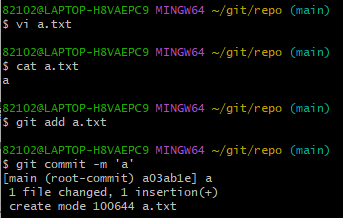 82102@LAPTOP-H8VAEPC9 MINGW64 ~/git/repo (main)
$ vi a.txt
82102@LAPTOP-H8VAEPC9 MINGW64 ~/git/repo (main)
$ cat a.txt
a
82102@LAPTOP-H8VAEPC9 MINGW64 ~/git/repo (main)
$ git add a.txt
82102@LAPTOP-H8VAEPC9 MINGW64 ~/git/repo (main)
$ git commit -m 'a'
[main (root-commit) a03ab1e] a
 1 file changed, 1 insertion(+)
 create mode 100644 a.txt